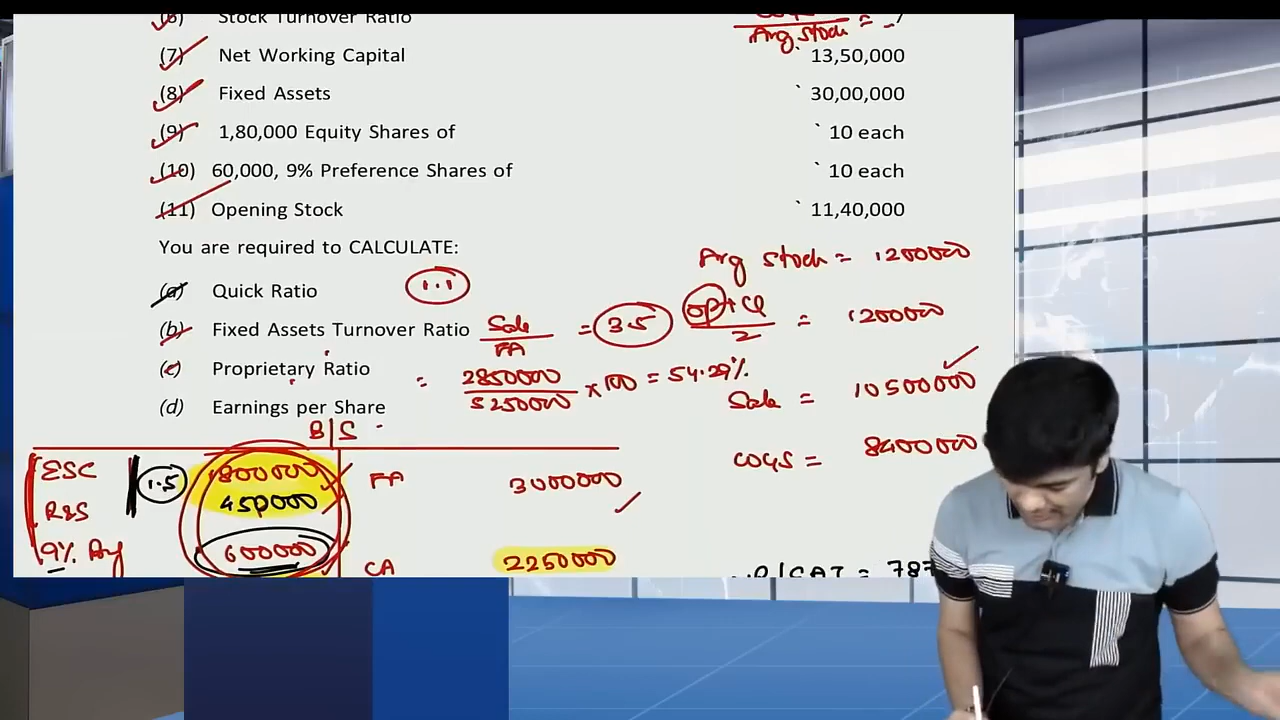 (6) Stock Turnover Ratio
Avg. Stock = 7
(7) Net Working Capital ` 13,50,000
(8) Fixed Assets ` 30,00,000
(9) 1,80,000 Equity Shares of ` 10 each
(10) 60,000, 9% Preference Shares of ` 10 each
(11) Opening Stock ` 11,40,000
You are required to CALCULATE:
Avg Stock = 1200000
(a) Quick Ratio 1.1
(b) Fixed Assets Turnover Ratio Sale / FA = 3.5
op + Cl / 2 = 1200000
(c) Proprietary Ratio = 2850000 / 5250000 × 100 = 54.29%
Sale = 10500000
(d) Earnings per Share
B|S
COGS = 8400000
ESC 1.5 1800000 FA 3000000
R&S 450000
9% 600000 CA 2250000